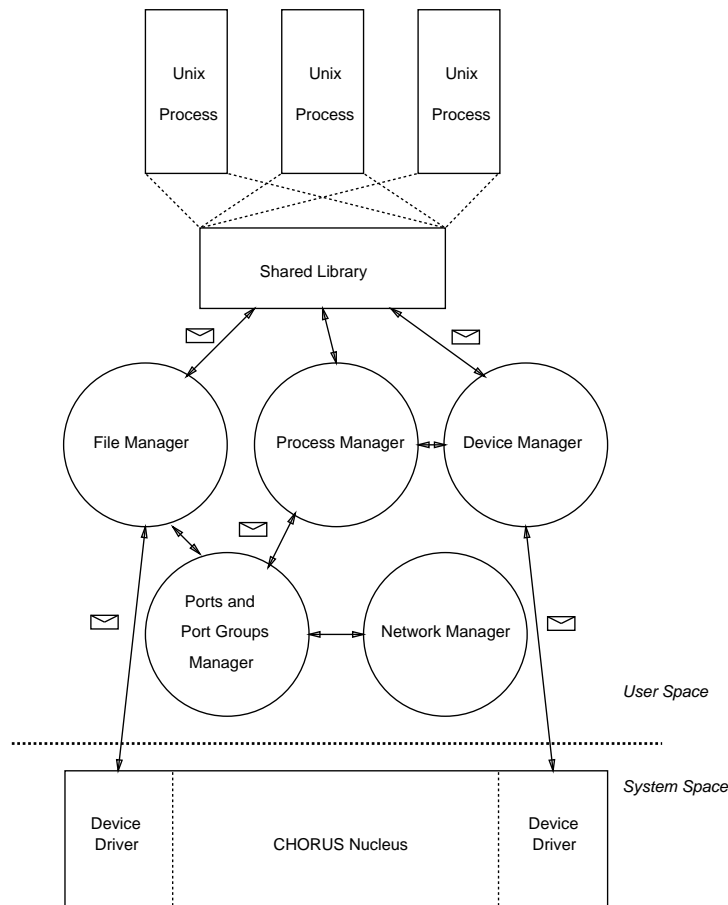 Unix
Process
Unix
Process
Unix
Process
Shared Library
File Manager
Process Manager
Device Manager
Ports and
Port Groups
Manager
Network Manager
User Space
System Space
Device
Driver
CHORUS Nucleus
Device
Driver